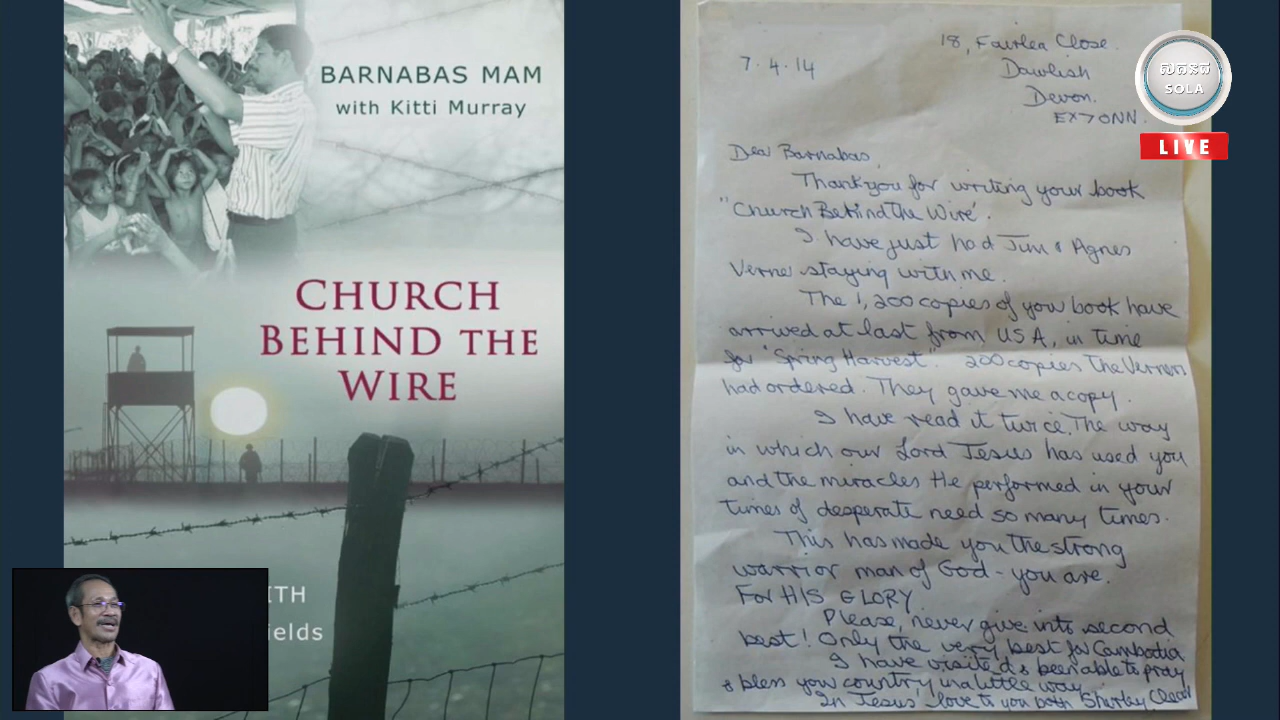 BARNABAS MAM
with Kitti Murray
CHURCH
BEHIND THE
WIRE
ITH
ields
18, Fairlea Close.
Dawlish
Devon.
EX7 0NN.
7.4.14
Dear Barnabas,
Thankyou for writing your book
"Church Behind the Wire'.
I have just had Jim & Agnes
staying with me.
The 1,200 copies of your book have
arrived at last from USA, in time
for "Spring Harvest". 200 copies The Vernons
had ordered. They gave me a copy.
I have read it twice. The way
in which our Lord Jesus has used you
and the miracles He performed in your
times of desperate need so many times.
This has made you the strong
warrior man of God - you are.
For HIS GLORY
Please, never give into second
best! Only the very best for Cambodia
I have visited & been able to pray
& bless your country in a little way.
In Jesus' love to you both Shirley
SOLA
LIVE